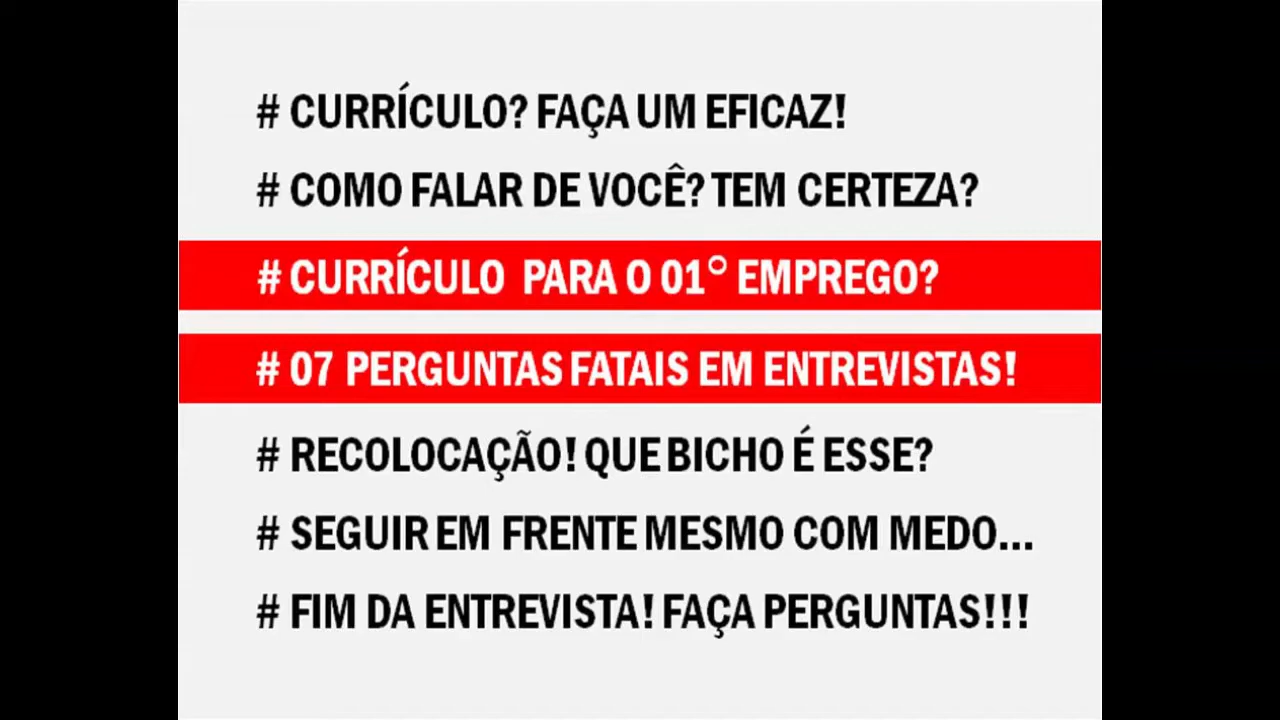 # CURRÍCULO? FAÇA UM EFICAZ!
# COMO FALAR DE VOCÊ? TEM CERTEZA?
# CURRÍCULO PARA O 01° EMPREGO?
# 07 PERGUNTAS FATAIS EM ENTREVISTAS!
# RECOLOCAÇÃO! QUE BICHO É ESSE?
# SEGUIR EM FRENTE MESMO COM MEDO...
# FIM DA ENTREVISTA! FAÇA PERGUNTAS!!!